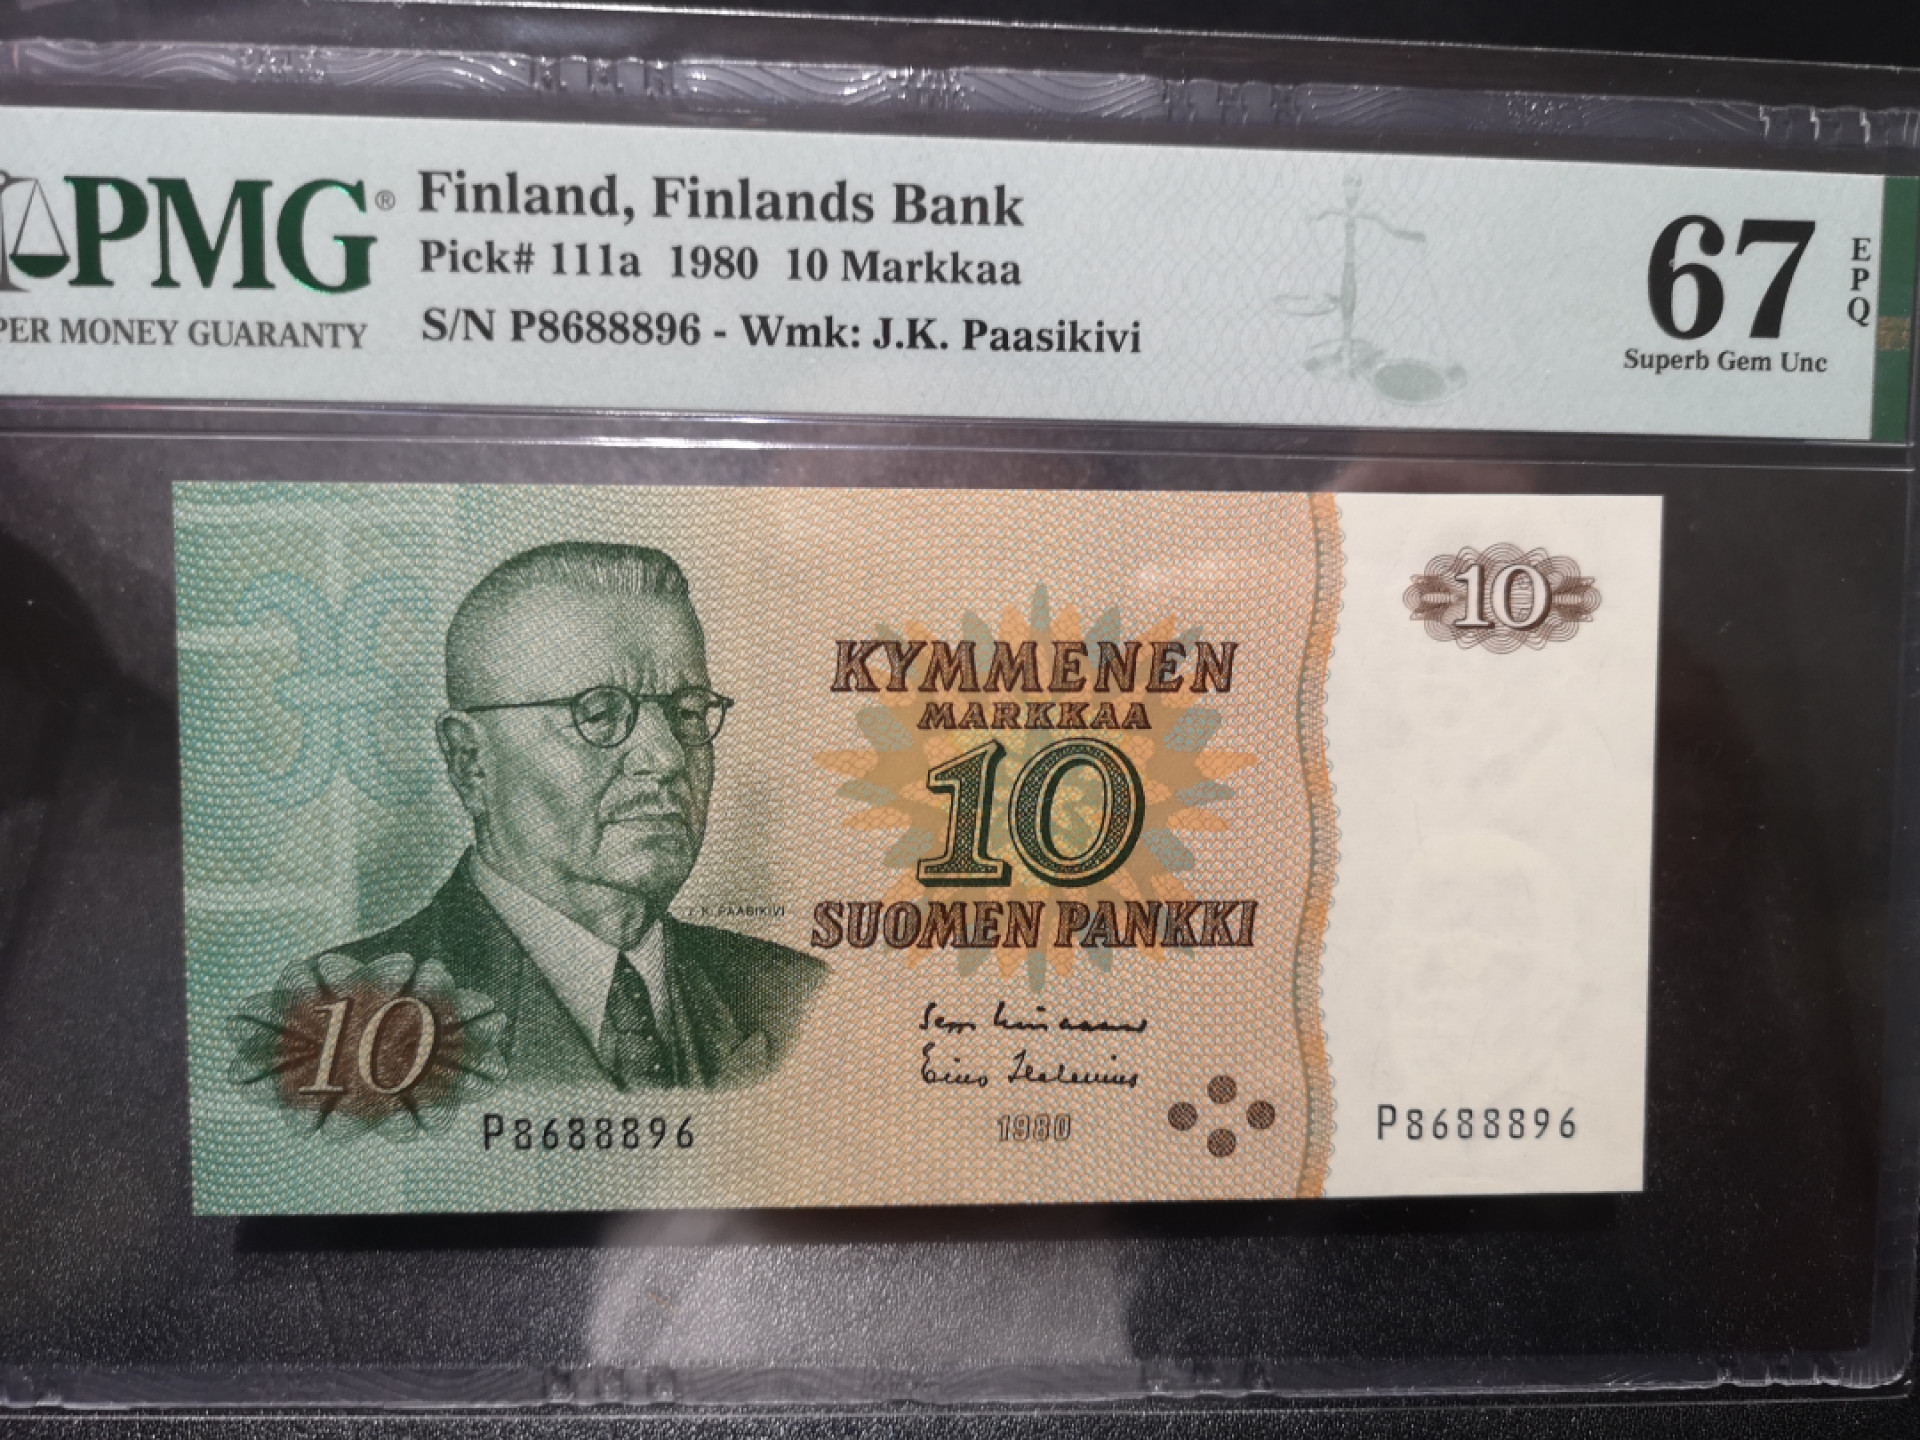 PMG®
PER MONEY GUARANTY
Finland, Finlands Bank
Pick# 111a 1980 10 Markkaa
S/N P8688896 - Wmk: J.K. Paasikivi
67
EPQ
Superb Gem Unc
10
KYMMENEN
MARKKAA
10
SUOMEN PANKKI
J. K. PAASIKIVI
10
1980
P8688896
P8688896